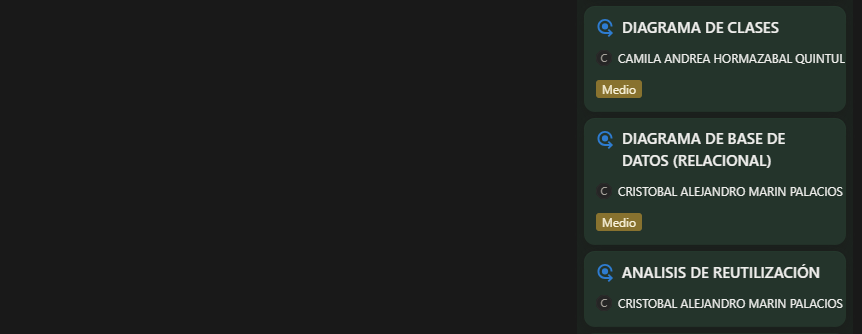 DIAGRAMA DE CLASES
C CAMILA ANDREA HORMAZABAL QUINTUL
Medio
DIAGRAMA DE BASE DE
DATOS (RELACIONAL)
C CRISTOBAL ALEJANDRO MARIN PALACIOS
Medio
ANALISIS DE REUTILIZACIÓN
C CRISTOBAL ALEJANDRO MARIN PALACIOS